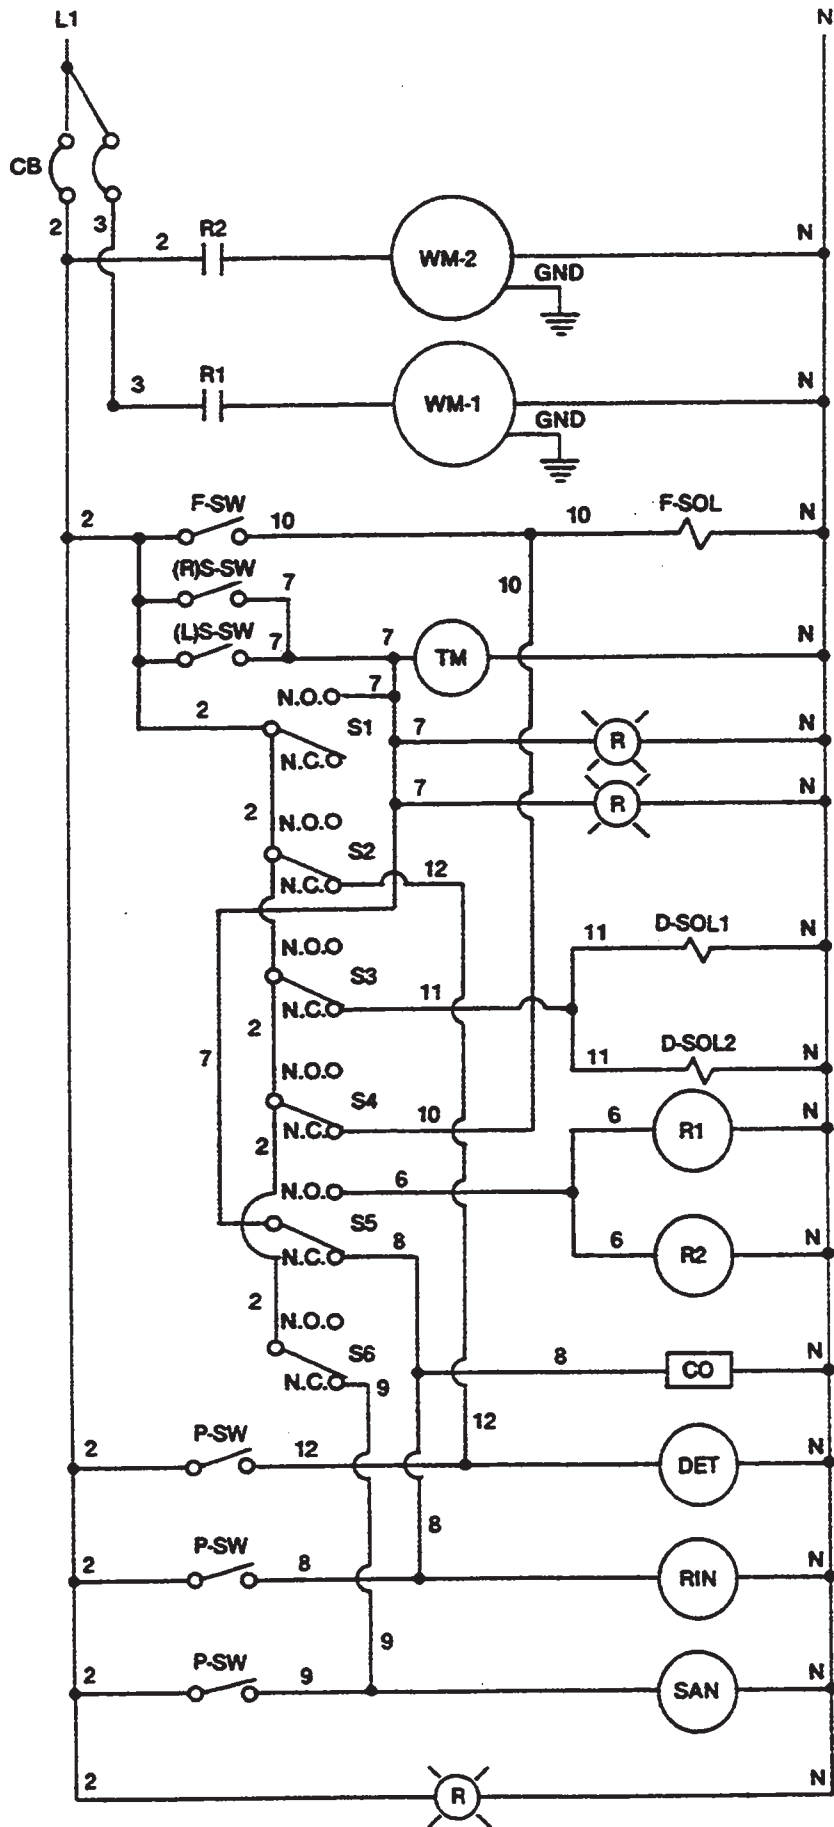 L1 N
CB
2 3 2 R2 WM-2 N
GND
3 R1 WM-1 N
GND
2 F-SW 10 10 F-SOL N
(R)S-SW 7 10
(L)S-SW 7 7 TM N
N.O. 7
2 S1 7 R N
N.C.
7 R N
2 N.O.
S2 12
N.C.
11 D-SOL1 N
N.O.
S3
N.C. 11
2
7 N.O. 11 D-SOL2 N
S4
N.C. 10 6 R1 N
2
N.O. 6
S5
N.C. 8 6 R2 N
2 N.O.
S6 8 CO N
N.C. 9
12
2 P-SW 12 DET N
8
2 P-SW 8 RIN N
9
2 P-SW 9 SAN N
2 R N